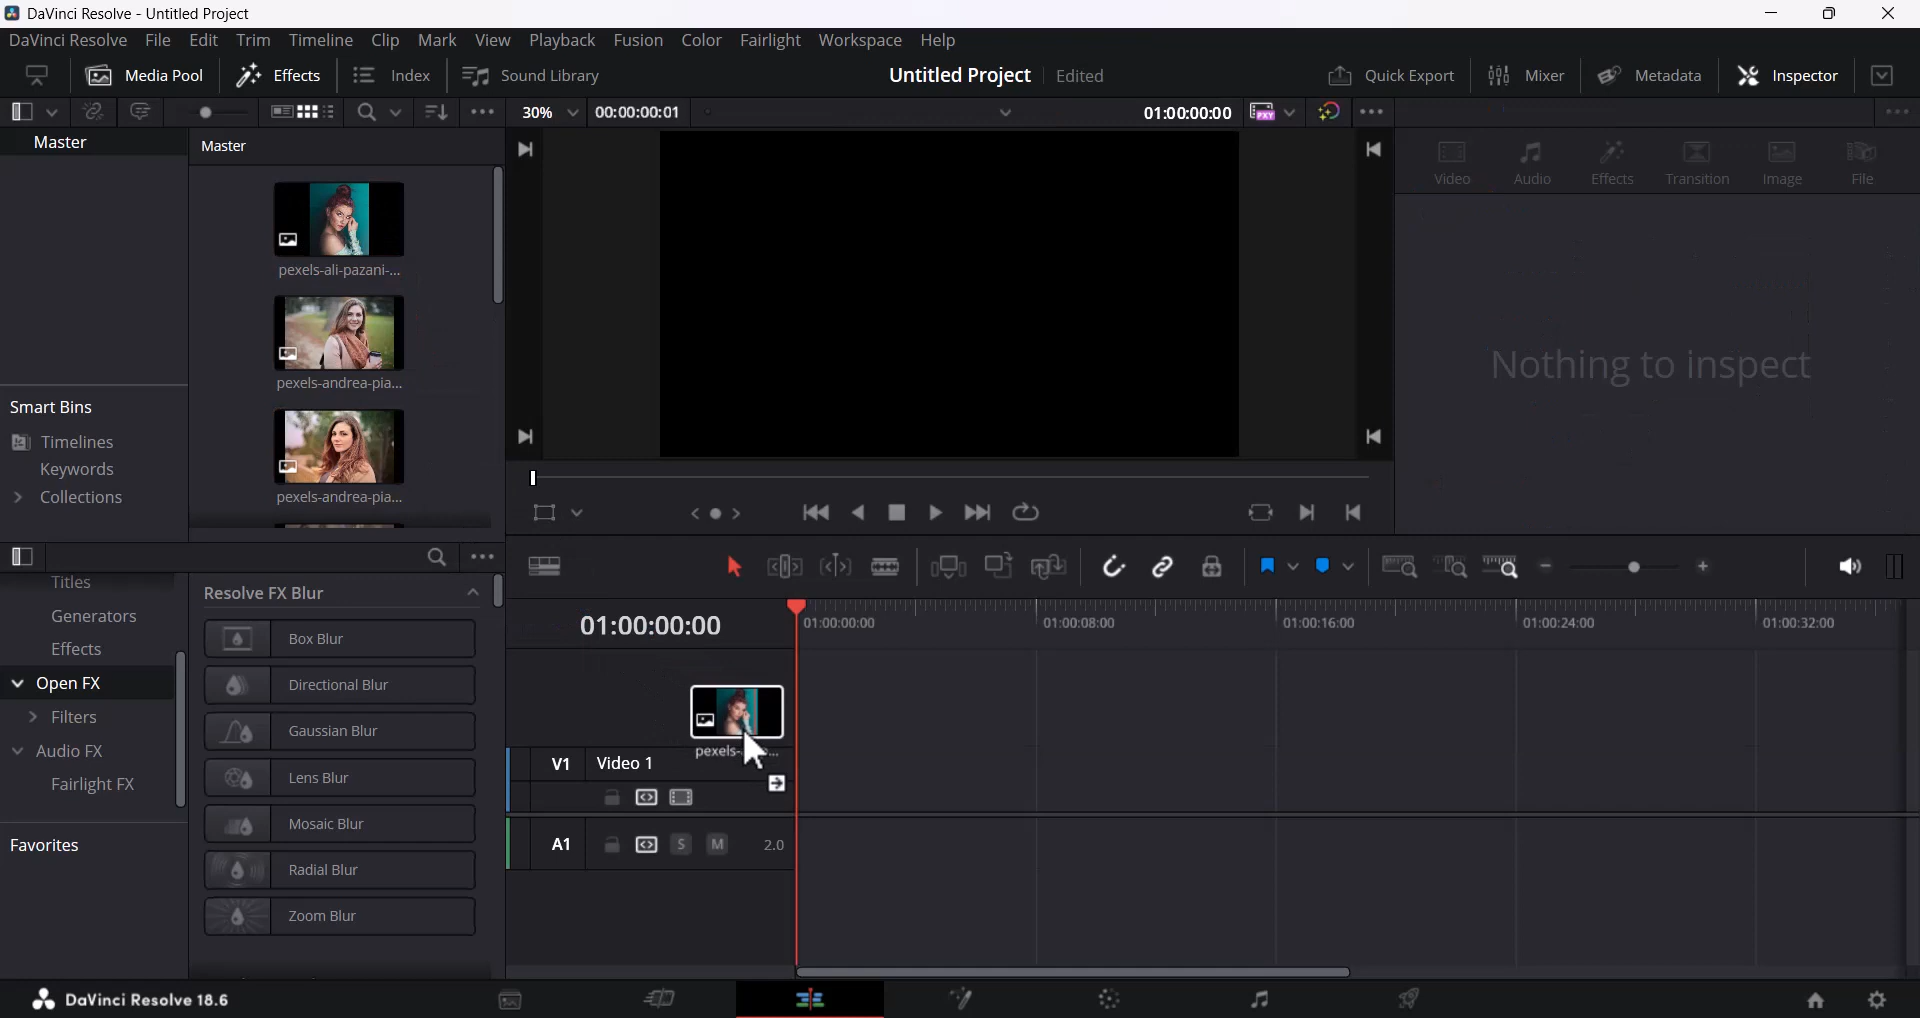 DaVinci Resolve - Untitled Project
DaVinci Resolve File Edit Trim Timeline Clip Mark View Playback Fusion Color Fairlight Workspace Help
Media Pool Effects Index Sound Library Untitled Project Edited Quick Export Mixer Metadata Inspector
30% 00:00:00:01 01:00:00:00 PXY
Master
Master
Video Audio Effects Transition Image File
pexels-ali-pazani-...
pexels-andrea-pia...
pexels-andrea-pia...
Nothing to inspect
Smart Bins
Timelines
Keywords
Collections
Titles
Generators
Effects
Open FX
Filters
Audio FX
Fairlight FX
Favorites
Resolve FX Blur
Box Blur
Directional Blur
Gaussian Blur
Lens Blur
Mosaic Blur
Radial Blur
Zoom Blur
01:00:00:00
01:00:00:00 01:00:08:00 01:00:16:00 01:00:24:00 01:00:32:00
V1 Video 1
A1 S M 2.0
DaVinci Resolve 18.6